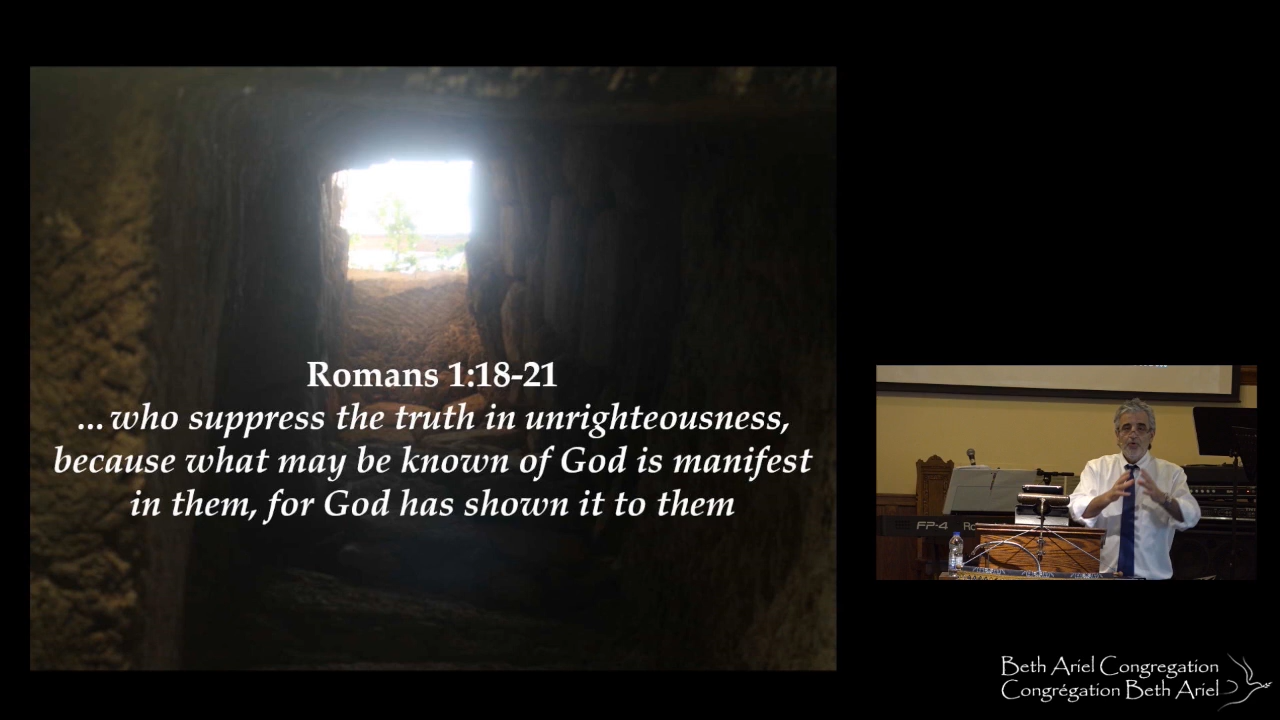 Romans 1:18-21
...who suppress the truth in unrighteousness,
because what may be known of God is manifest
in them, for God has shown it to them
FP-4
Beth Ariel Congregation
Congrégation Beth Ariel